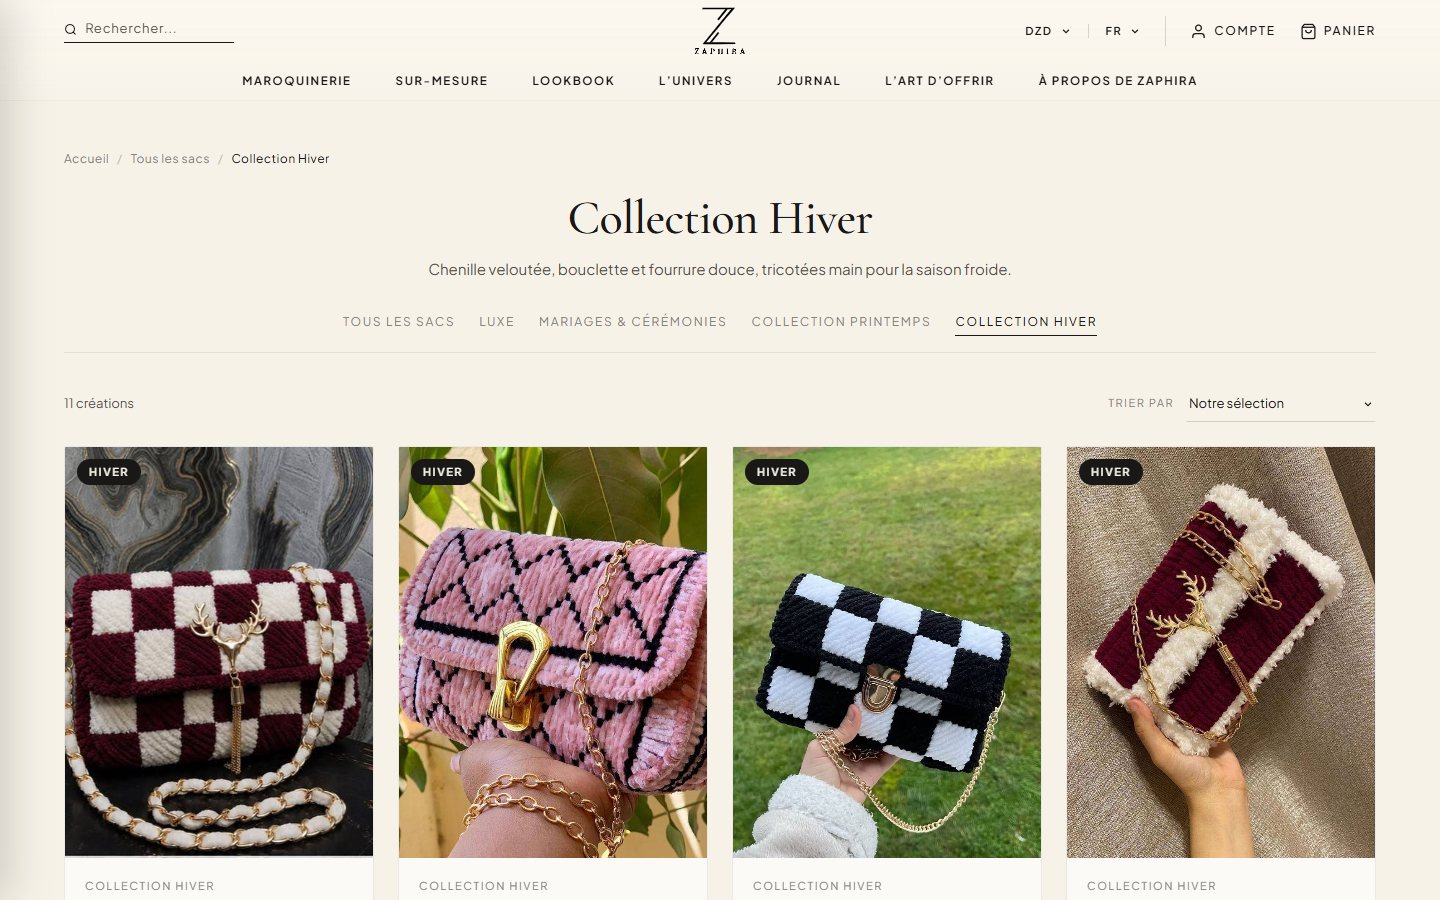 Rechercher...
ZAPHIRA
DZD
FR
COMPTE
PANIER
MAROQUINERIE
SUR-MESURE
LOOKBOOK
L’UNIVERS
JOURNAL
L’ART D’OFFRIR
À PROPOS DE ZAPHIRA
Accueil / Tous les sacs / Collection Hiver
Collection Hiver
Chenille veloutée, bouclette et fourrure douce, tricotées main pour la saison froide.
TOUS LES SACS
LUXE
MARIAGES & CÉRÉMONIES
COLLECTION PRINTEMPS
COLLECTION HIVER
11 créations
TRIER PAR
Notre sélection
HIVER
HIVER
HIVER
HIVER
COLLECTION HIVER
COLLECTION HIVER
COLLECTION HIVER
COLLECTION HIVER